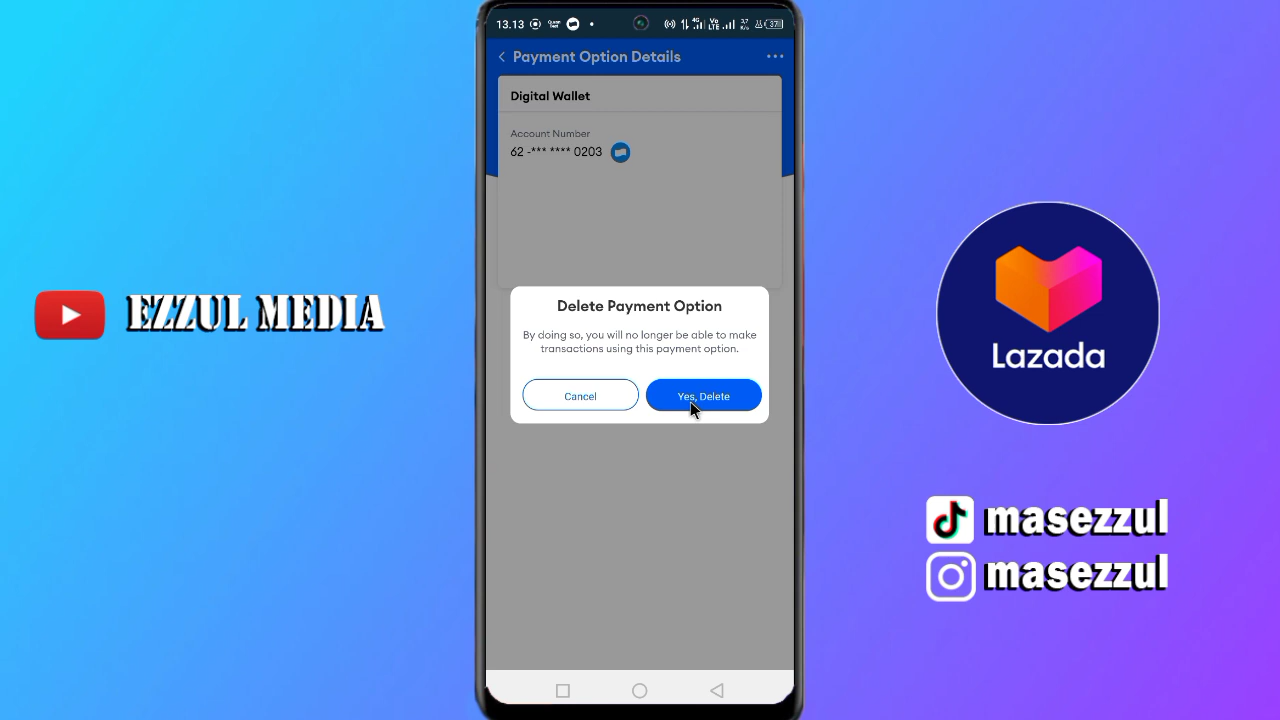 13.13
Payment Option Details
Digital Wallet
Account Number
62 -*** **** 0203
Delete Payment Option
By doing so, you will no longer be able to make
transactions using this payment option.
Cancel
Yes, Delete
EZZUL MEDIA
Lazada
masezzul
masezzul